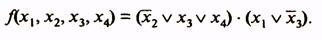 f(x₁, x₂, x₃, x₄) = (x̅₂ ∨ x₃ ∨ x₄) · (x₁ ∨ x̅₃).